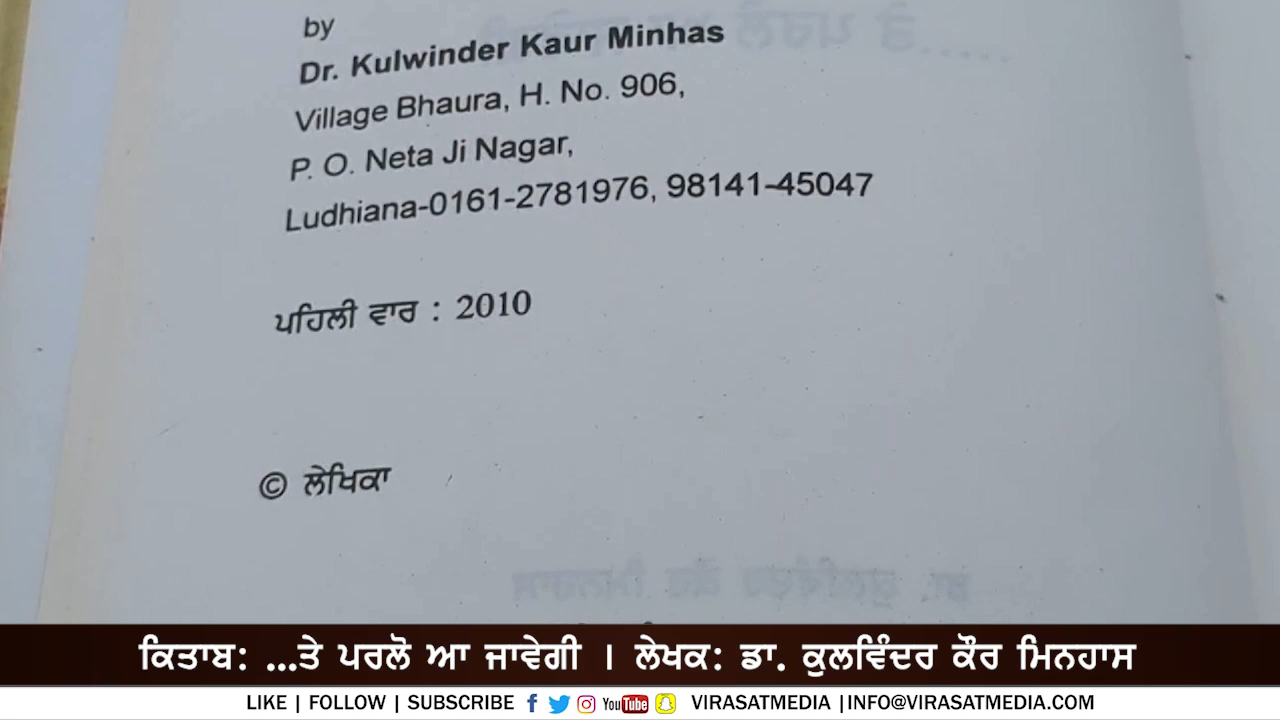 by
Dr. Kulwinder Kaur Minhas
Village Bhaura, H. No. 906,
P. O. Neta Ji Nagar,
Ludhiana-0161-2781976, 98141-45047
ਪਹਿਲੀ ਵਾਰ : 2010
© ਲੇਖਿਕਾ
ਕਿਤਾਬ: ...ਤੇ ਪਰਲੋ ਆ ਜਾਵੇਗੀ । ਲੇਖਕ: ਡਾ. ਕੁਲਵਿੰਦਰ ਕੌਰ ਮਿਨਹਾਸ
LIKE | FOLLOW | SUBSCRIBE YouTube VIRASATMEDIA |INFO@VIRASATMEDIA.COM